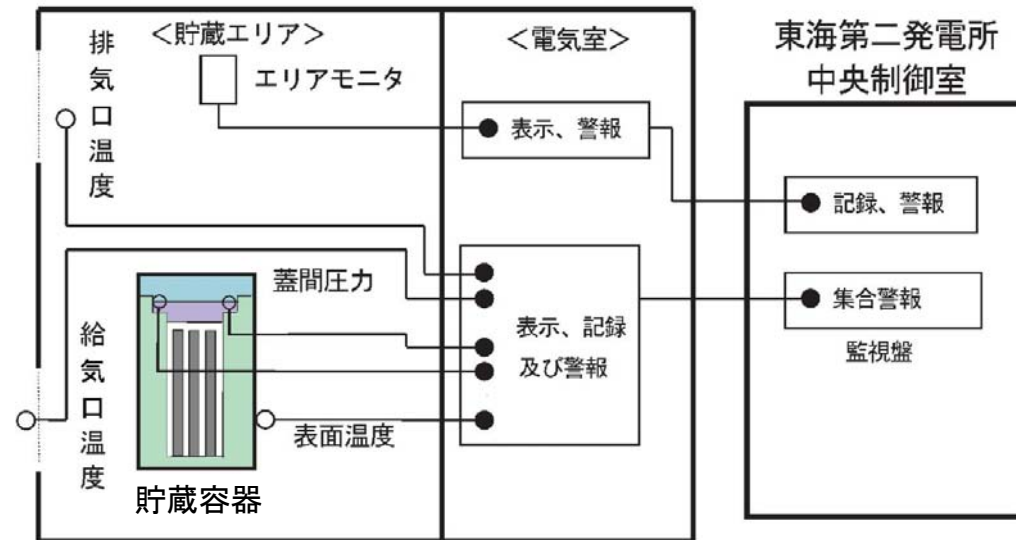 ＜貯蔵エリア＞
エリアモニタ
排気口温度
蓋間圧力
給気口温度
表面温度
貯蔵容器
＜電気室＞
表示、警報
表示、記録
及び警報
東海第二発電所
中央制御室
記録、警報
集合警報
監視盤